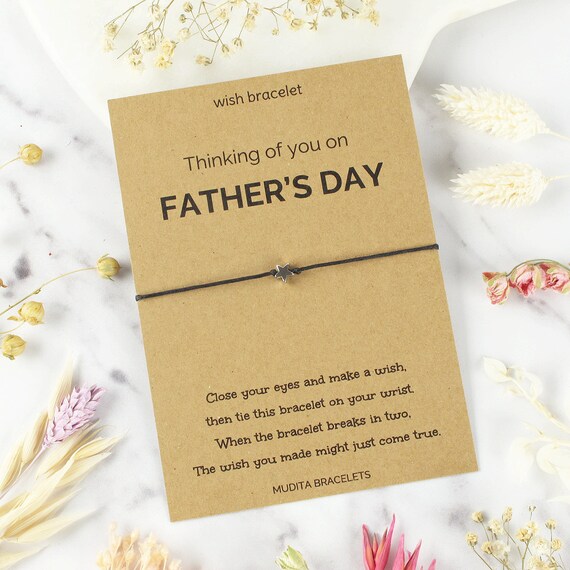 wish bracelet
Thinking of you on
FATHER'S DAY
Close your eyes and make a wish,
then tie this bracelet on your wrist.
When the bracelet breaks in two,
The wish you made might just come true.
MUDITA BRACELETS